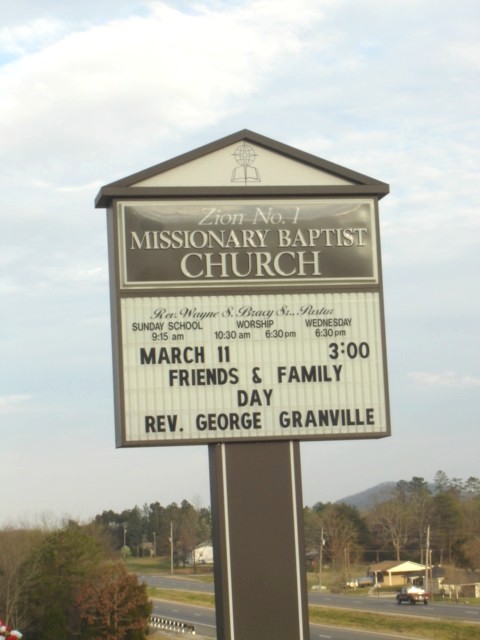 Zion No. 1
MISSIONARY BAPTIST
CHURCH
Rev. Wayne S. Bracy Sr., Pastor
SUNDAY SCHOOL WORSHIP WEDNESDAY
9:15 am 10:30 am 6:30 pm 6:30 pm
MARCH 11 3:00
FRIENDS & FAMILY
DAY
REV. GEORGE GRANVILLE